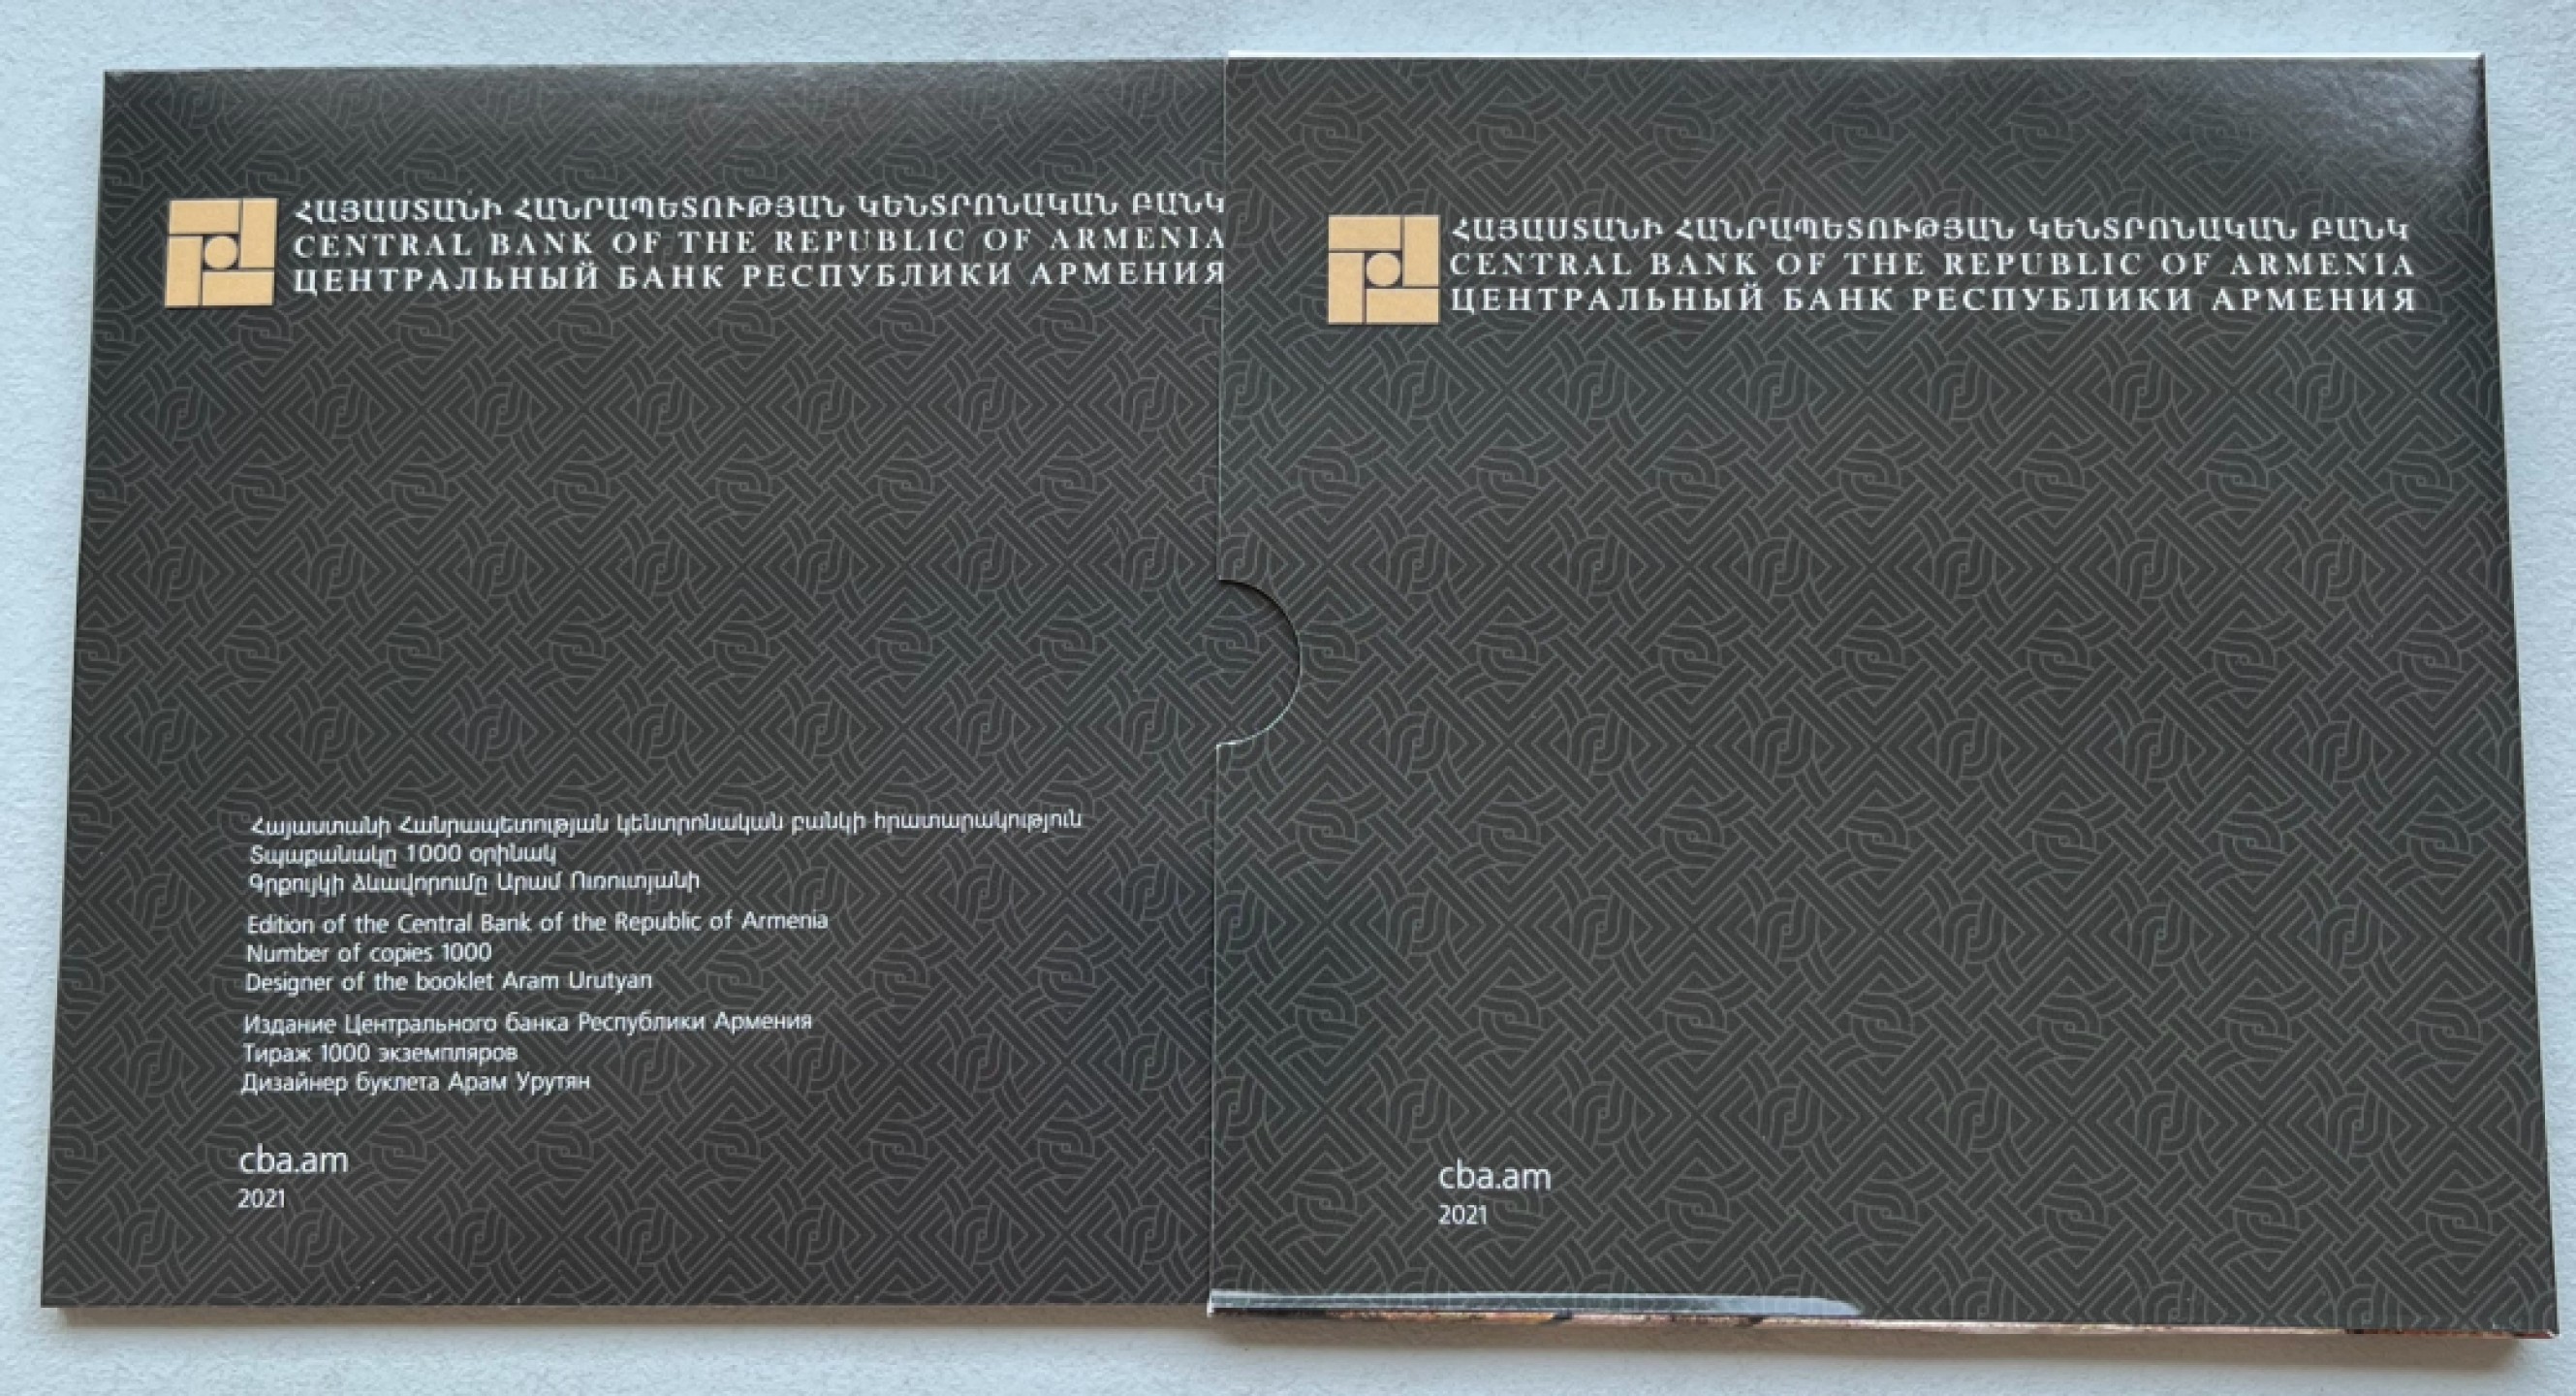 ՀԱՅԱՍՏԱՆԻ ՀԱՆՐԱՊԵՏՈՒԹՅԱՆ ԿԵՆՏՐՈՆԱԿԱՆ ԲԱՆԿ
CENTRAL BANK OF THE REPUBLIC OF ARMENIA
ЦЕНТРАЛЬНЫЙ БАНК РЕСПУБЛИКИ АРМЕНИЯ
Հայաստանի Հանրապետության կենտրոնական բանկի հրատարակություն
Տպաքանակը 1000 օրինակ
Գրքույկի ձևավորումը Արամ Ուռուտյանի
Edition of the Central Bank of the Republic of Armenia
Number of copies 1000
Designer of the booklet Aram Urutyan
Издание Центрального банка Республики Армения
Тираж 1000 экземпляров
Дизайнер буклета Арам Урутян
cba.am
2021
ՀԱՅԱՍՏԱՆԻ ՀԱՆՐԱՊԵՏՈՒԹՅԱՆ ԿԵՆՏՐՈՆԱԿԱՆ ԲԱՆԿ
CENTRAL BANK OF THE REPUBLIC OF ARMENIA
ЦЕНТРАЛЬНЫЙ БАНК РЕСПУБЛИКИ АРМЕНИЯ
cba.am
2021